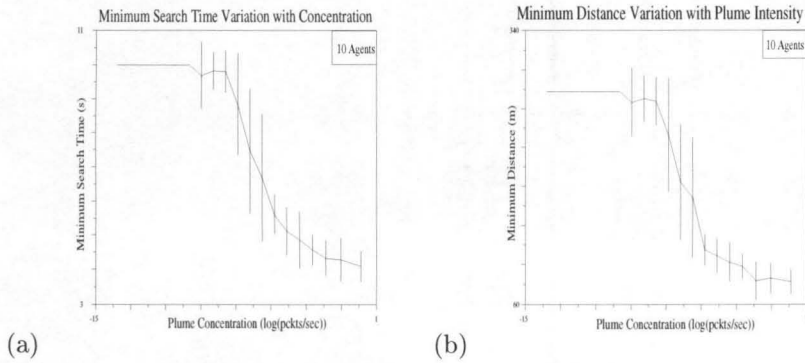 Minimum Search Time Variation with Concentration
11
10 Agents
Minimum Search Time (s)
3
-15
1
Plume Concentration (log(pckts/sec))
(a)
Minimum Distance Variation with Plume Intensity
340
10 Agents
Minimum Distance (m)
60
-15
Plume Concentration (log(pckts/sec))
(b)